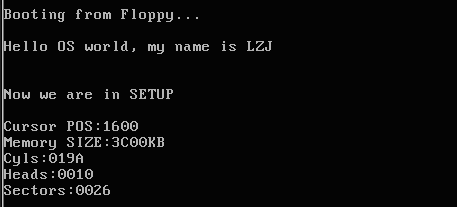 Booting from Floppy...
Hello OS world, my name is LZJ
Now we are in SETUP
Cursor POS:1600
Memory SIZE:3C00KB
Cyls:019A
Heads:0010
Sectors:0026